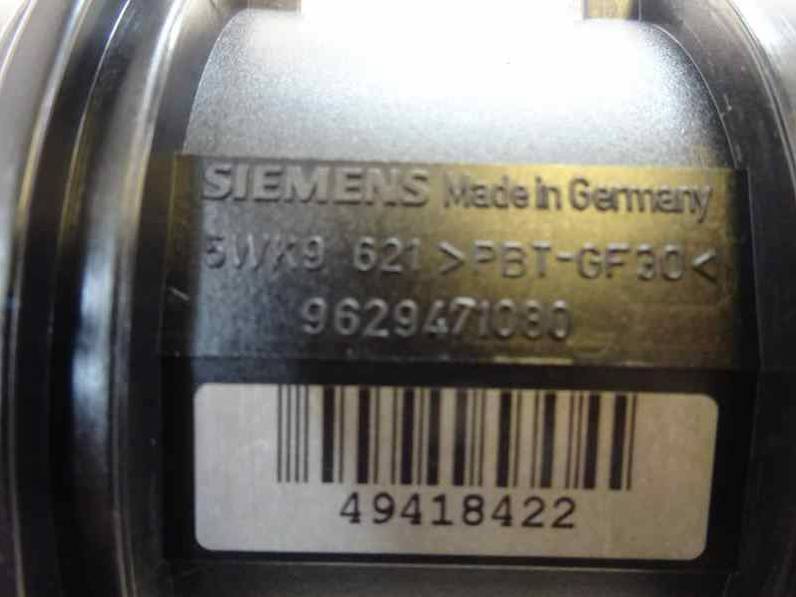 SIEMENS Made in Germany
5WK9 621 >PBT-GF30<
9629471080
49418422